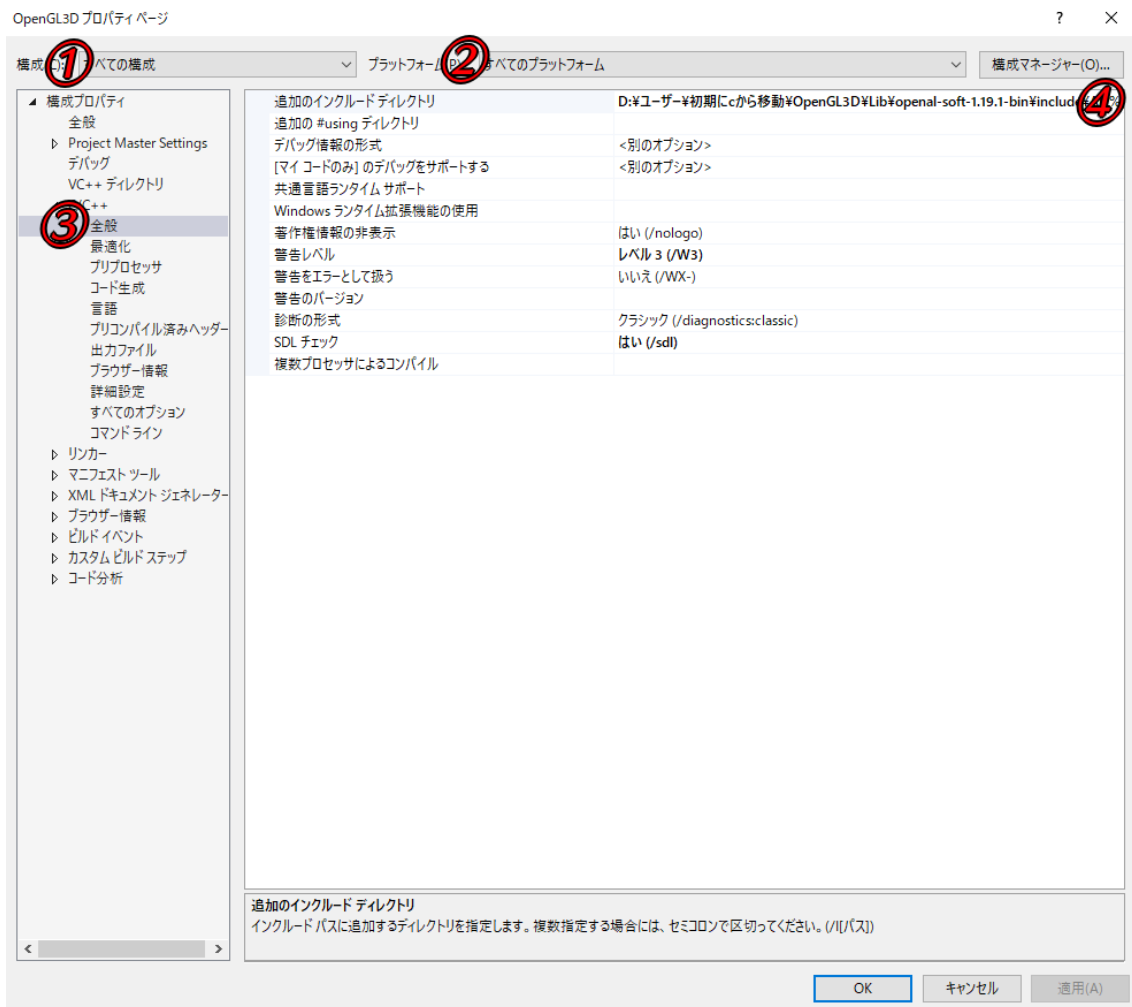 OpenGL3D プロパティ ページ
? ×
構成 ): ① べての構成
プラットフォーム(P) ② すべてのプラットフォーム
構成マネージャー(O)...
構成プロパティ
全般
Project Master Settings
デバッグ
VC++ ディレクトリ
C++
③ 全般
最適化
プリプロセッサ
コード生成
言語
プリコンパイル済みヘッダー
出力ファイル
ブラウザー情報
詳細設定
すべてのオプション
コマンド ライン
リンカー
マニフェスト ツール
XML ドキュメント ジェネレーター
ブラウザー情報
ビルド イベント
カスタム ビルド ステップ
コード分析
追加のインクルード ディレクトリ D:¥ユーザー¥初期にcから移動¥OpenGL3D¥Lib¥openal-soft-1.19.1-bin¥include ④ %
追加の #using ディレクトリ
デバッグ情報の形式 <別のオプション>
[マイ コードのみ] のデバッグをサポートする <別のオプション>
共通言語ランタイム サポート
Windows ランタイム拡張機能の使用
著作権情報の非表示 はい (/nologo)
警告レベル レベル 3 (/W3)
警告をエラーとして扱う いいえ (/WX-)
警告のバージョン
診断の形式 クラシック (/diagnostics:classic)
SDL チェック はい (/sdl)
複数プロセッサによるコンパイル
追加のインクルード ディレクトリ
インクルード パスに追加するディレクトリを指定します。複数指定する場合には、セミコロンで区切ってください。(/I[パス])
OK
キャンセル
適用(A)